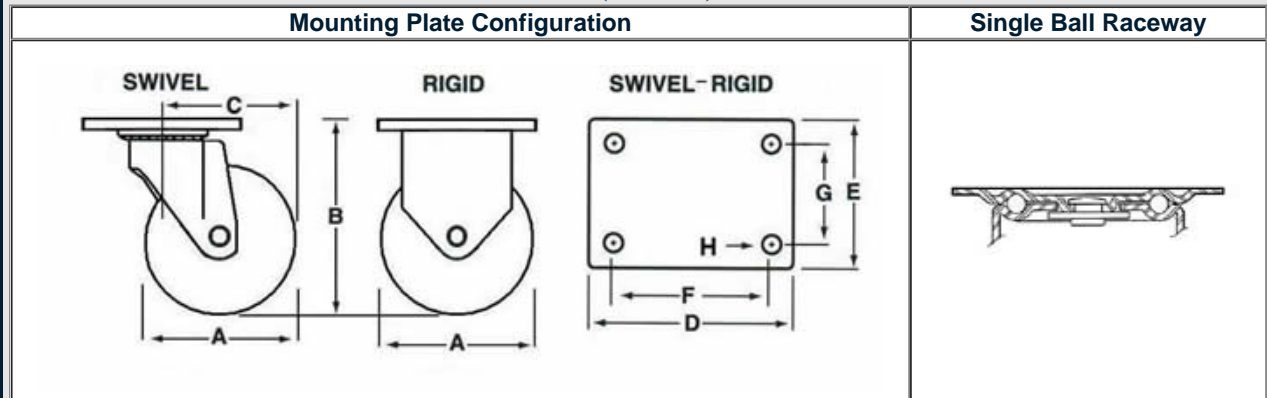 Mounting Plate Configuration
Single Ball Raceway
SWIVEL
RIGID
SWIVEL-RIGID
C
B
G
E
H
F
D
A
A